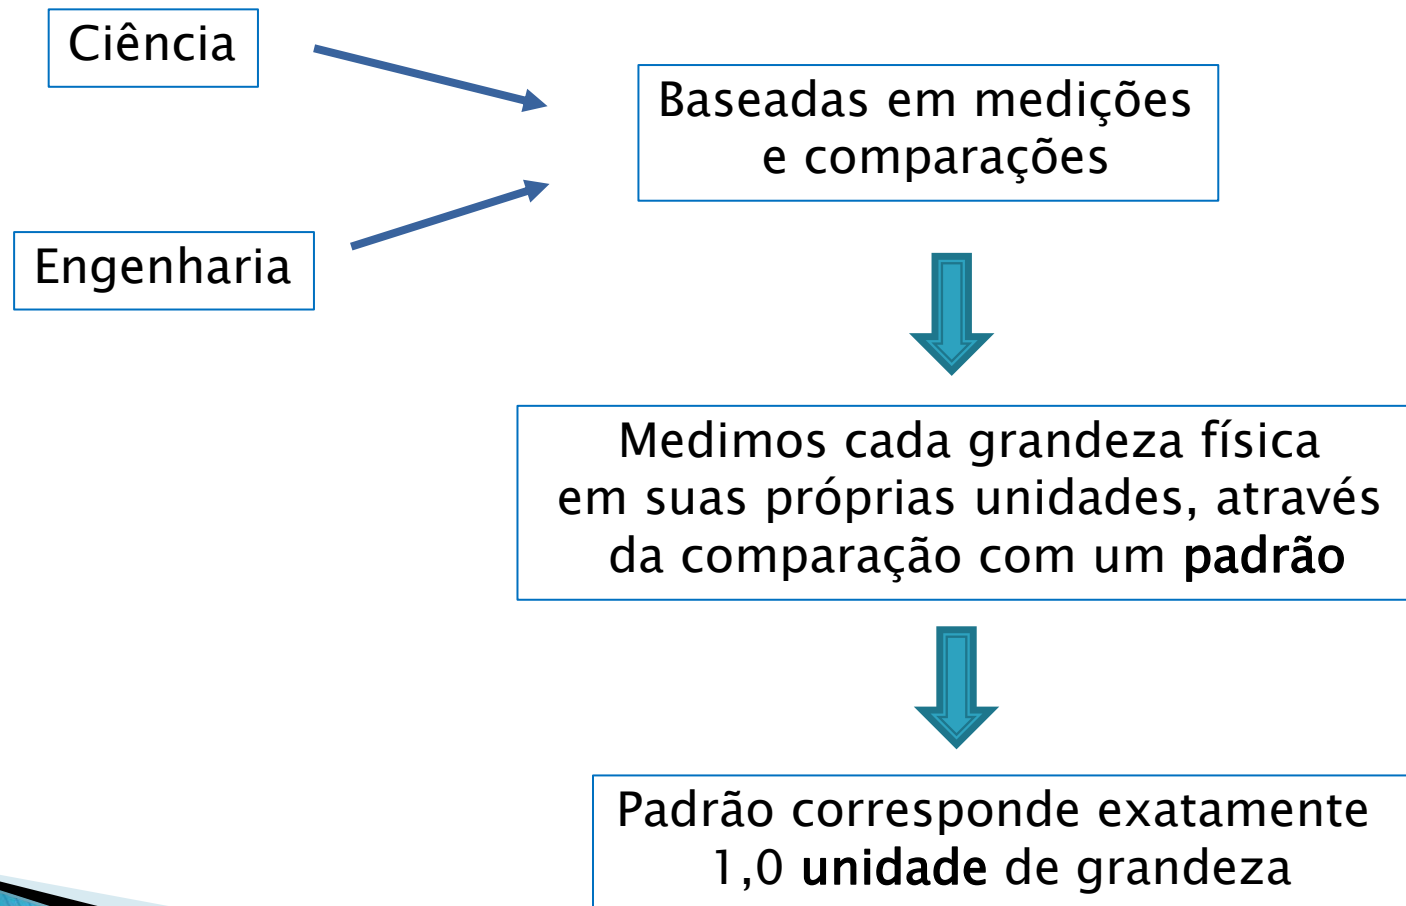 Ciência
Baseadas em medições
e comparações
Engenharia
Medimos cada grandeza física
em suas próprias unidades, através
da comparação com um padrão
Padrão corresponde exatamente
1,0 unidade de grandeza